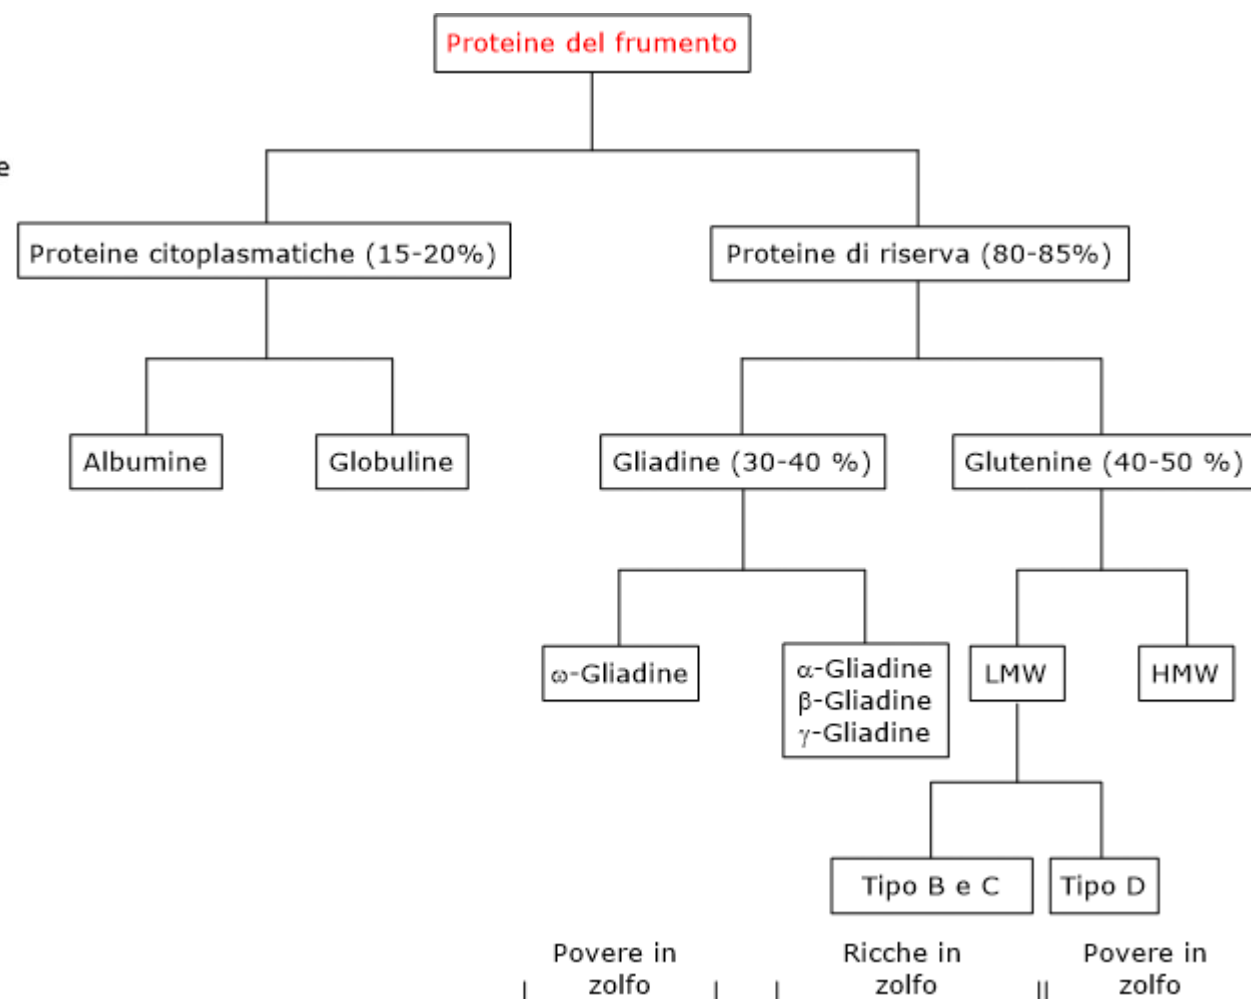 Proteine del frumento
e
Proteine citoplasmatiche (15-20%)
Proteine di riserva (80-85%)
Albumine
Globuline
Gliadine (30-40 %)
Glutenine (40-50 %)
ω-Gliadine
α-Gliadine
β-Gliadine
γ-Gliadine
LMW
HMW
Tipo B e C
Tipo D
Povere in
zolfo
Ricche in
zolfo
Povere in
zolfo